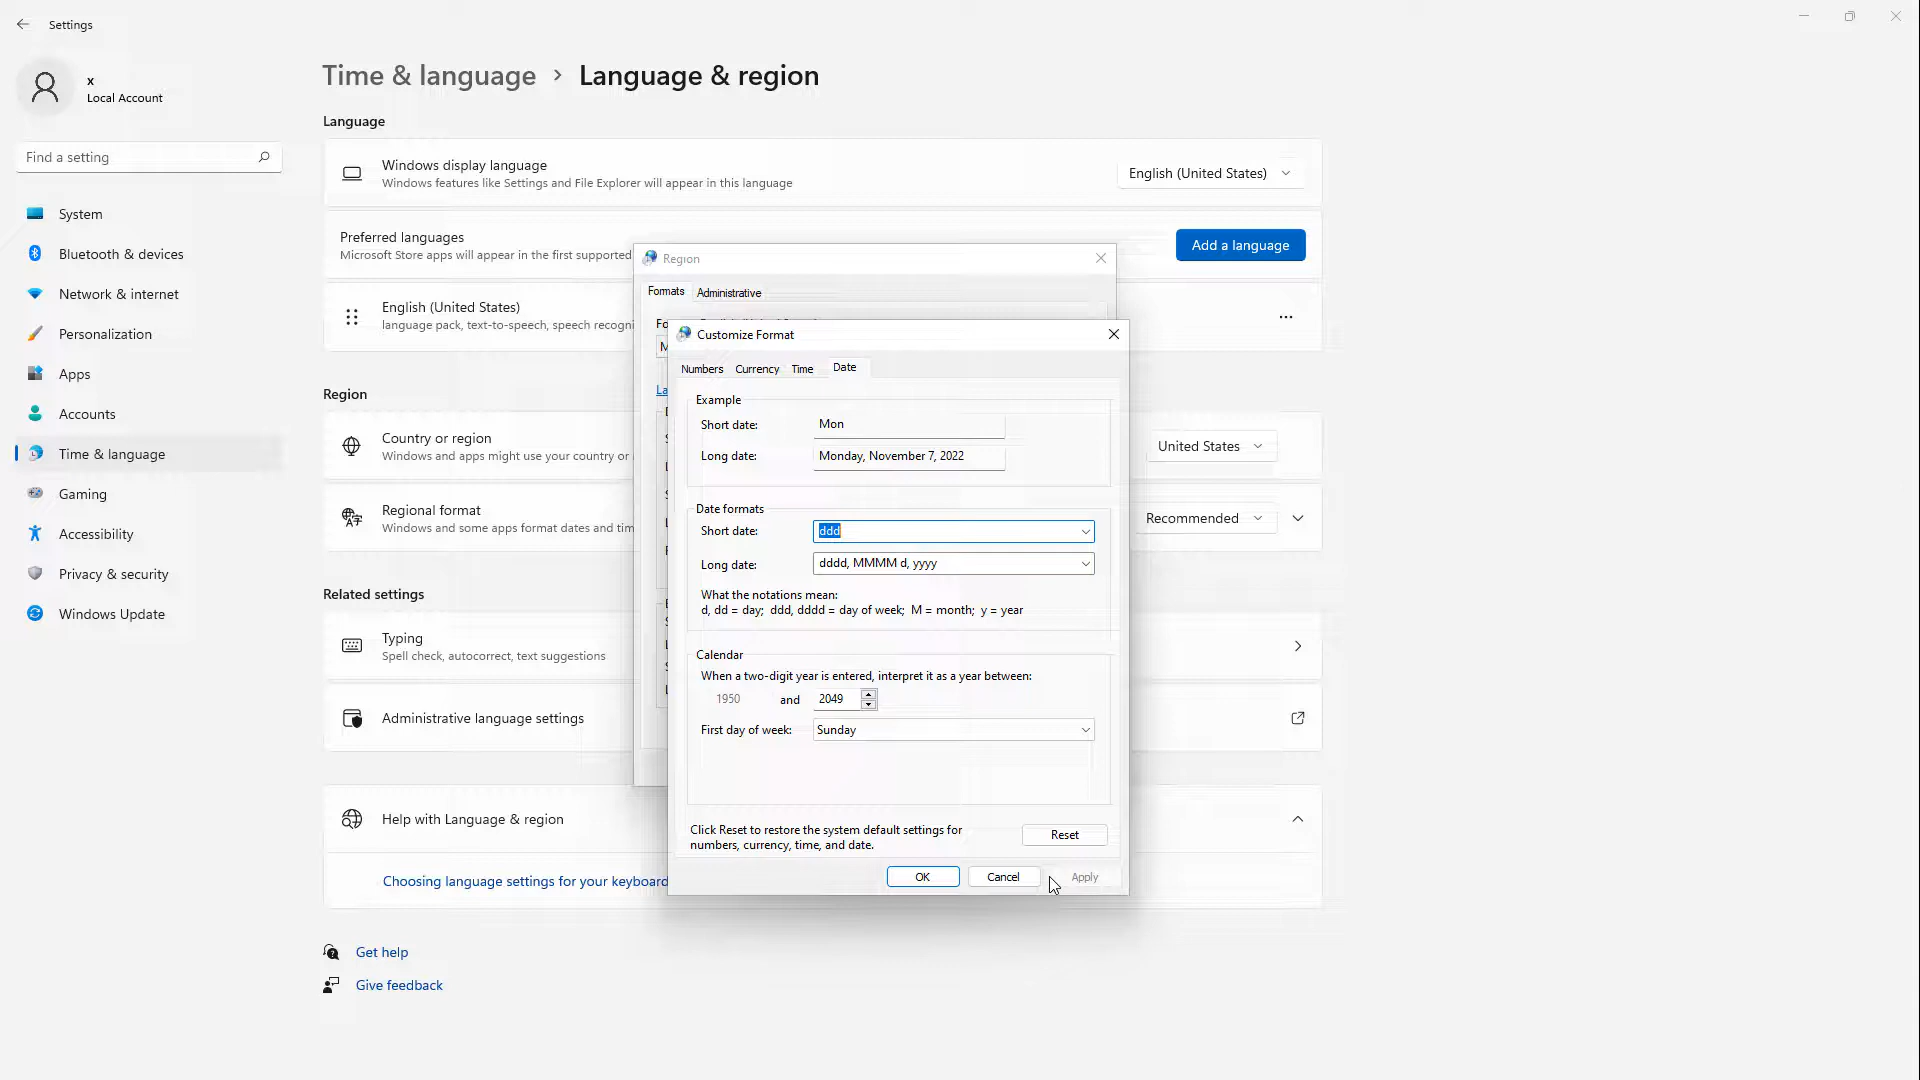 Settings
x
Local Account
Find a setting
System
Bluetooth & devices
Network & internet
Personalization
Apps
Accounts
Time & language
Gaming
Accessibility
Privacy & security
Windows Update
Time & language > Language & region
Language
Windows display language
Windows features like Settings and File Explorer will appear in this language
English (United States)
Preferred languages
Microsoft Store apps will appear in the first supported
Add a language
English (United States)
language pack, text-to-speech, speech recogni
Region
Country or region
Windows and apps might use your country or
United States
Regional format
Windows and some apps format dates and tim
Recommended
Related settings
Typing
Spell check, autocorrect, text suggestions
Administrative language settings
Help with Language & region
Choosing language settings for your keyboard
Get help
Give feedback
Region
Formats
Administrative
Fo
M
La
Customize Format
Numbers
Currency
Time
Date
Example
Short date:
Mon
Long date:
Monday, November 7, 2022
Date formats
Short date:
ddd
Long date:
dddd, MMMM d, yyyy
What the notations mean:
d, dd = day; ddd, dddd = day of week; M = month; y = year
Calendar
When a two-digit year is entered, interpret it as a year between:
1950 and 2049
First day of week:
Sunday
Click Reset to restore the system default settings for
numbers, currency, time, and date.
Reset
OK
Cancel
Apply